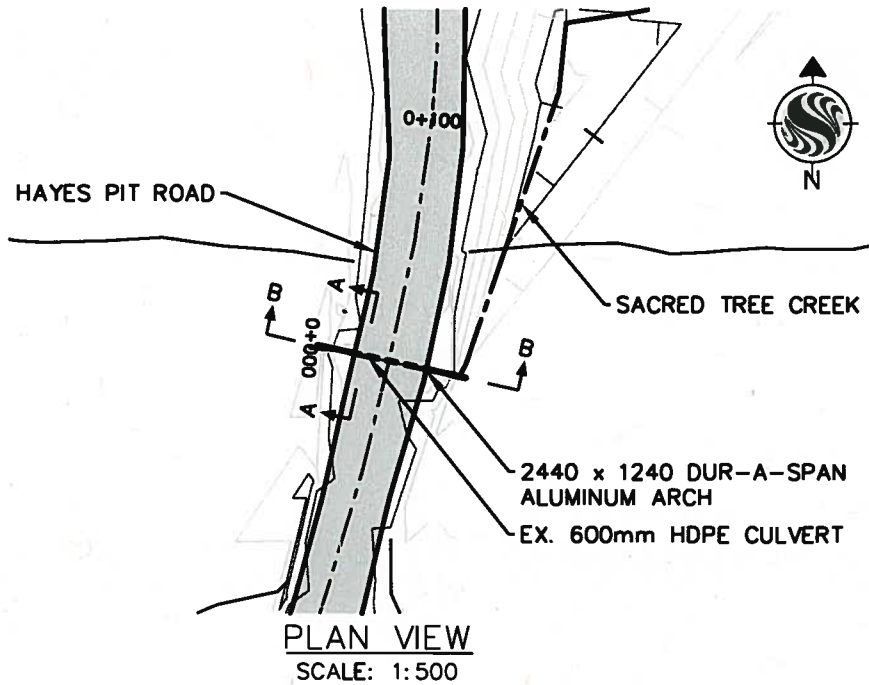 0+100
HAYES PIT ROAD
N
SACRED TREE CREEK
B
A
0+000
B
A
2440 x 1240 DUR-A-SPAN
ALUMINUM ARCH
EX. 600mm HDPE CULVERT
PLAN VIEW
SCALE: 1:500